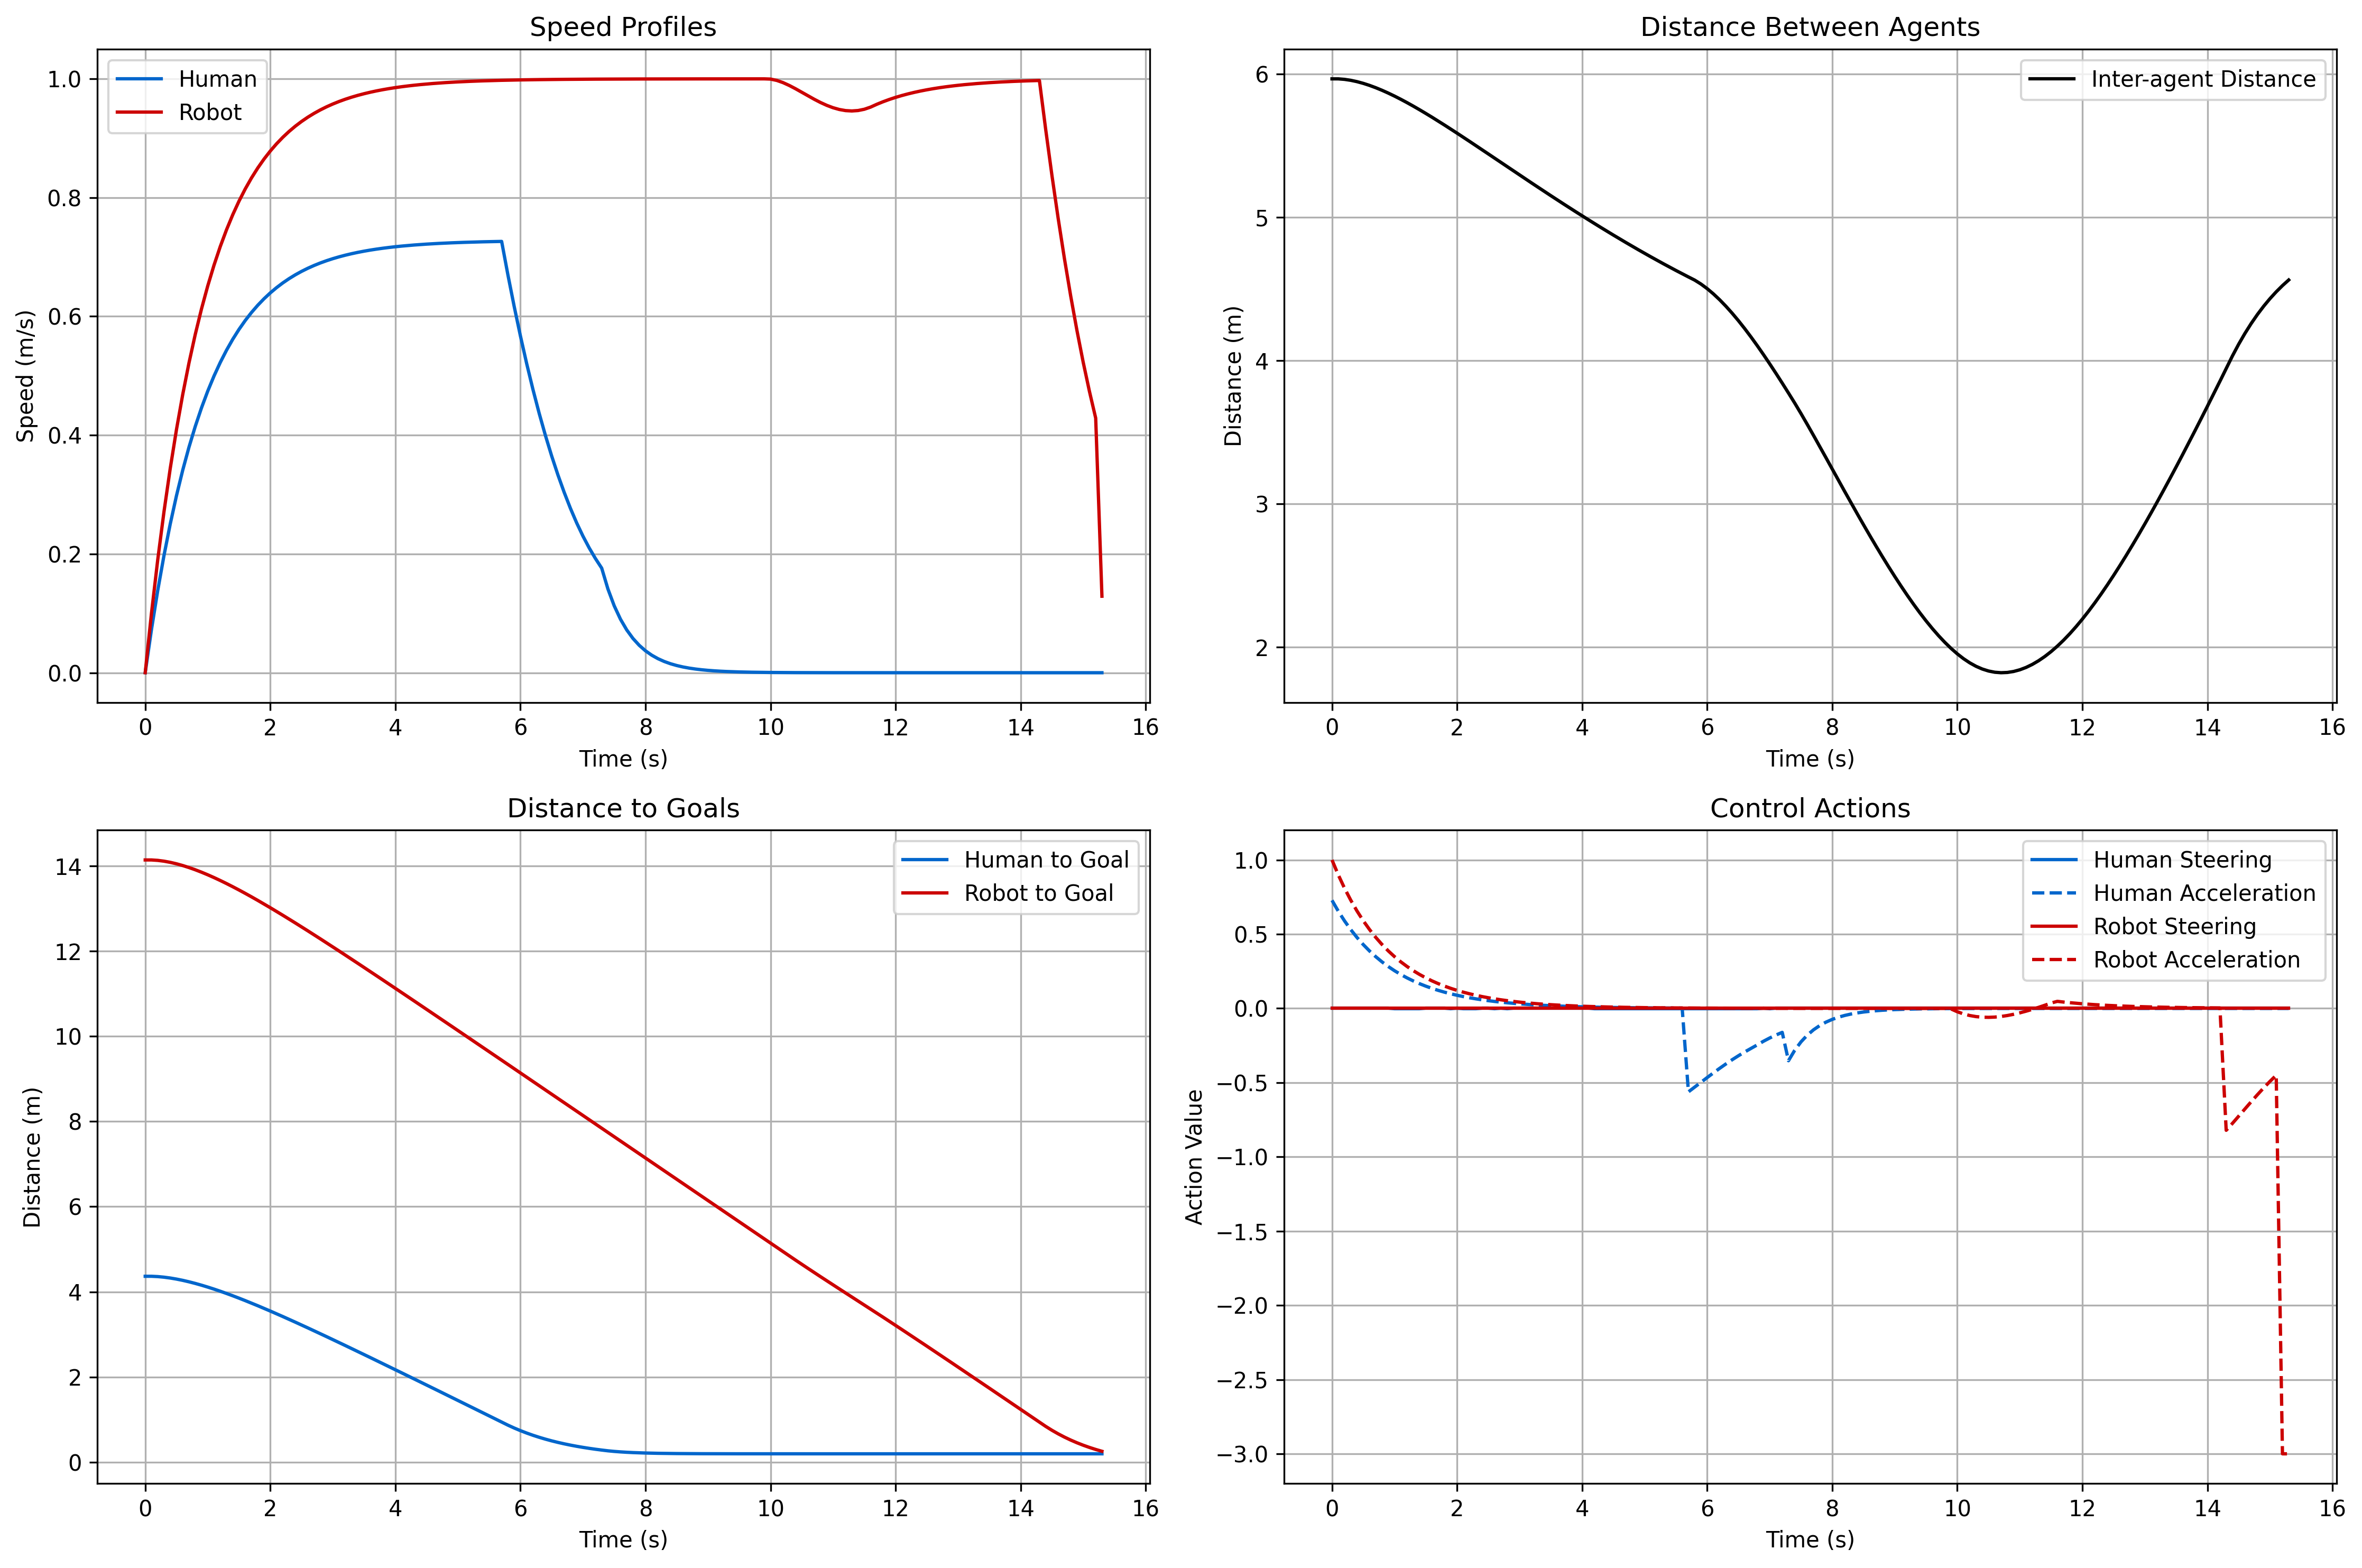 Speed Profiles
Human
Robot
1.0
0.8
0.6
0.4
0.2
0.0
Speed (m/s)
0 2 4 6 8 10 12 14 16
Time (s)
Distance Between Agents
Inter-agent Distance
6
5
4
3
2
Distance (m)
0 2 4 6 8 10 12 14 16
Time (s)
Distance to Goals
Human to Goal
Robot to Goal
14
12
10
8
6
4
2
0
Distance (m)
0 2 4 6 8 10 12 14 16
Time (s)
Control Actions
Human Steering
Human Acceleration
Robot Steering
Robot Acceleration
1.0
0.5
0.0
−0.5
−1.0
−1.5
−2.0
−2.5
−3.0
Action Value
0 2 4 6 8 10 12 14 16
Time (s)